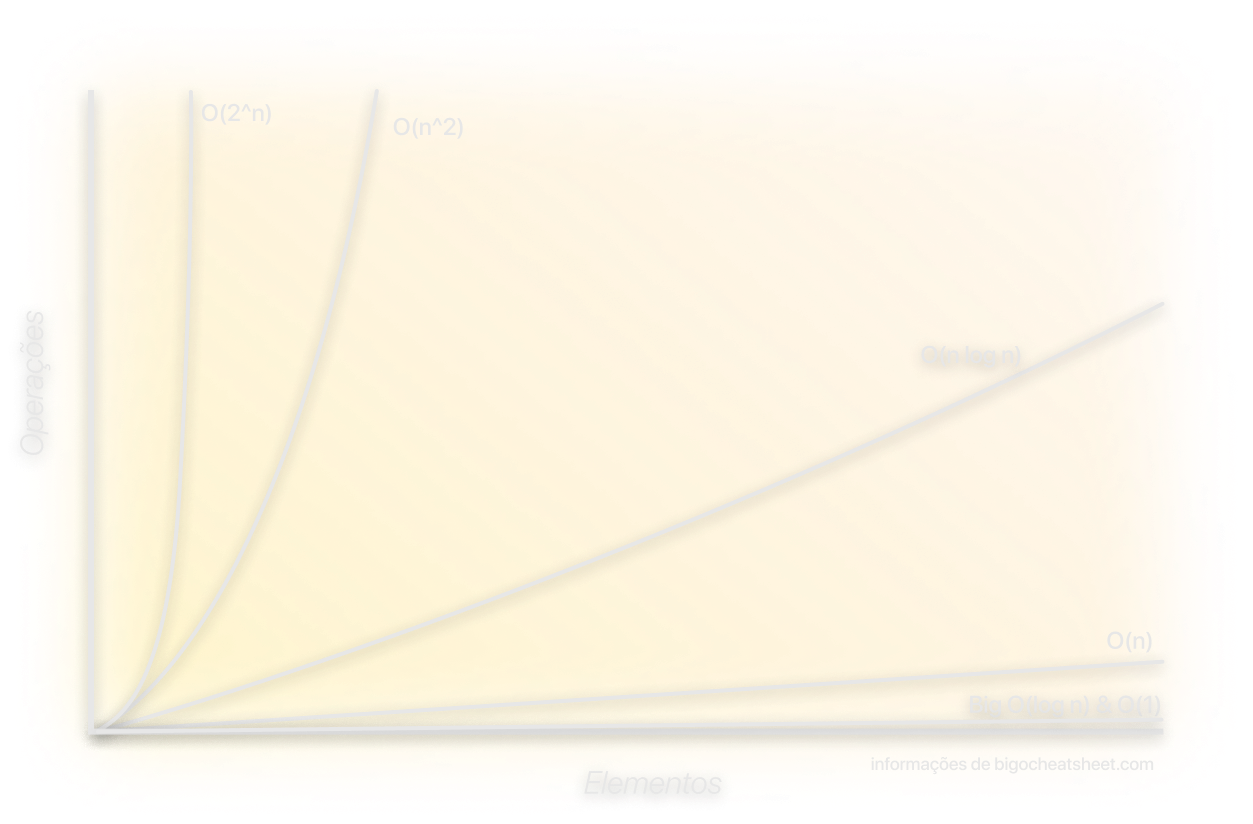 O(2^n)
O(n^2)
Operações
O(n log n)
O(n)
Big O(log n) & O(1)
informações de bigocheatsheet.com
Elementos